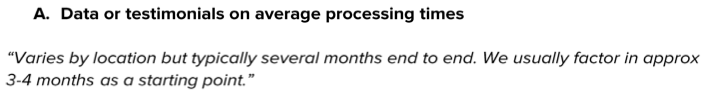 A. Data or testimonials on average processing times
“Varies by location but typically several months end to end. We usually factor in approx
3-4 months as a starting point.”